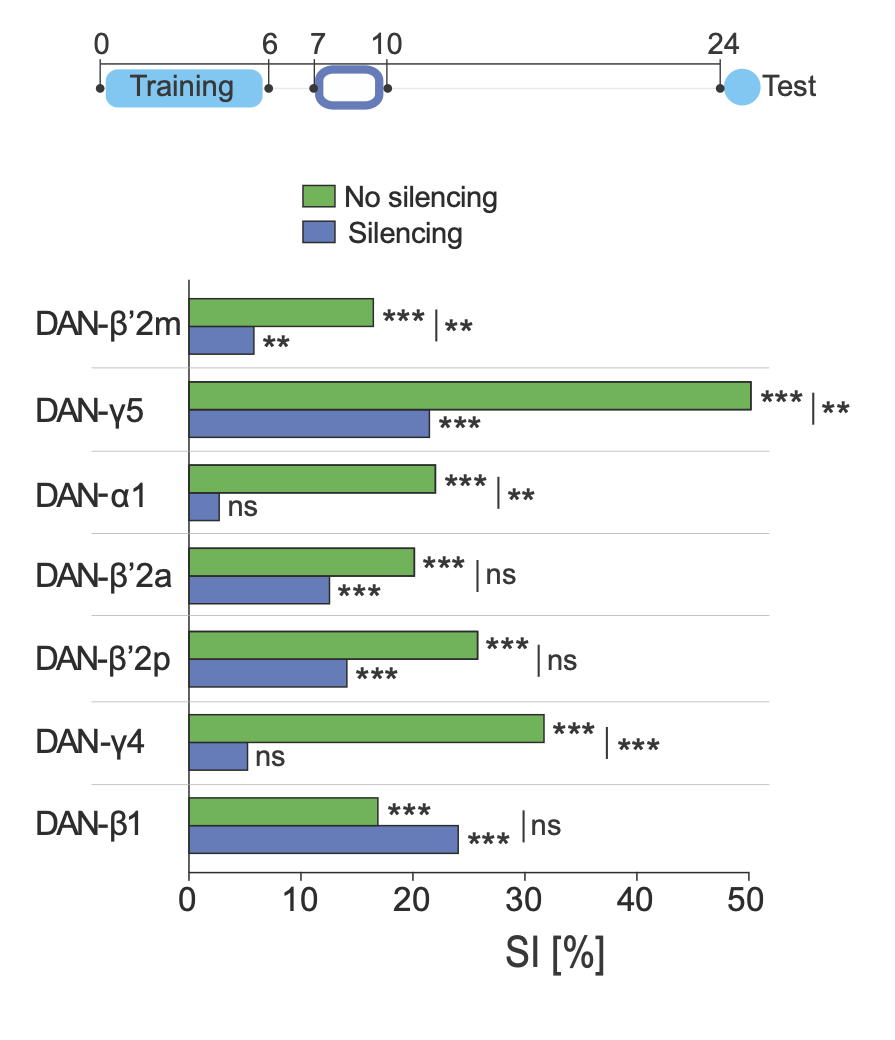 0 6 7 10 24
Training Test
No silencing
Silencing
DAN-β’2m *** | **
**
DAN-γ5 *** | **
***
DAN-α1 *** | **
ns
DAN-β’2a *** | ns
***
DAN-β’2p *** | ns
***
DAN-γ4 *** | ***
ns
DAN-β1 *** | ns
***
0 10 20 30 40 50
SI [%]